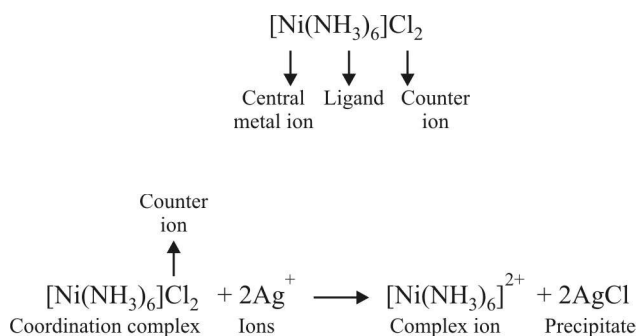 [Ni(NH₃)₆]Cl₂
Central Ligand Counter
metal ion ion
Counter
ion
[Ni(NH₃)₆]Cl₂ + 2Ag⁺ ⟶ [Ni(NH₃)₆]²⁺ + 2AgCl
Coordination complex Ions Complex ion Precipitate